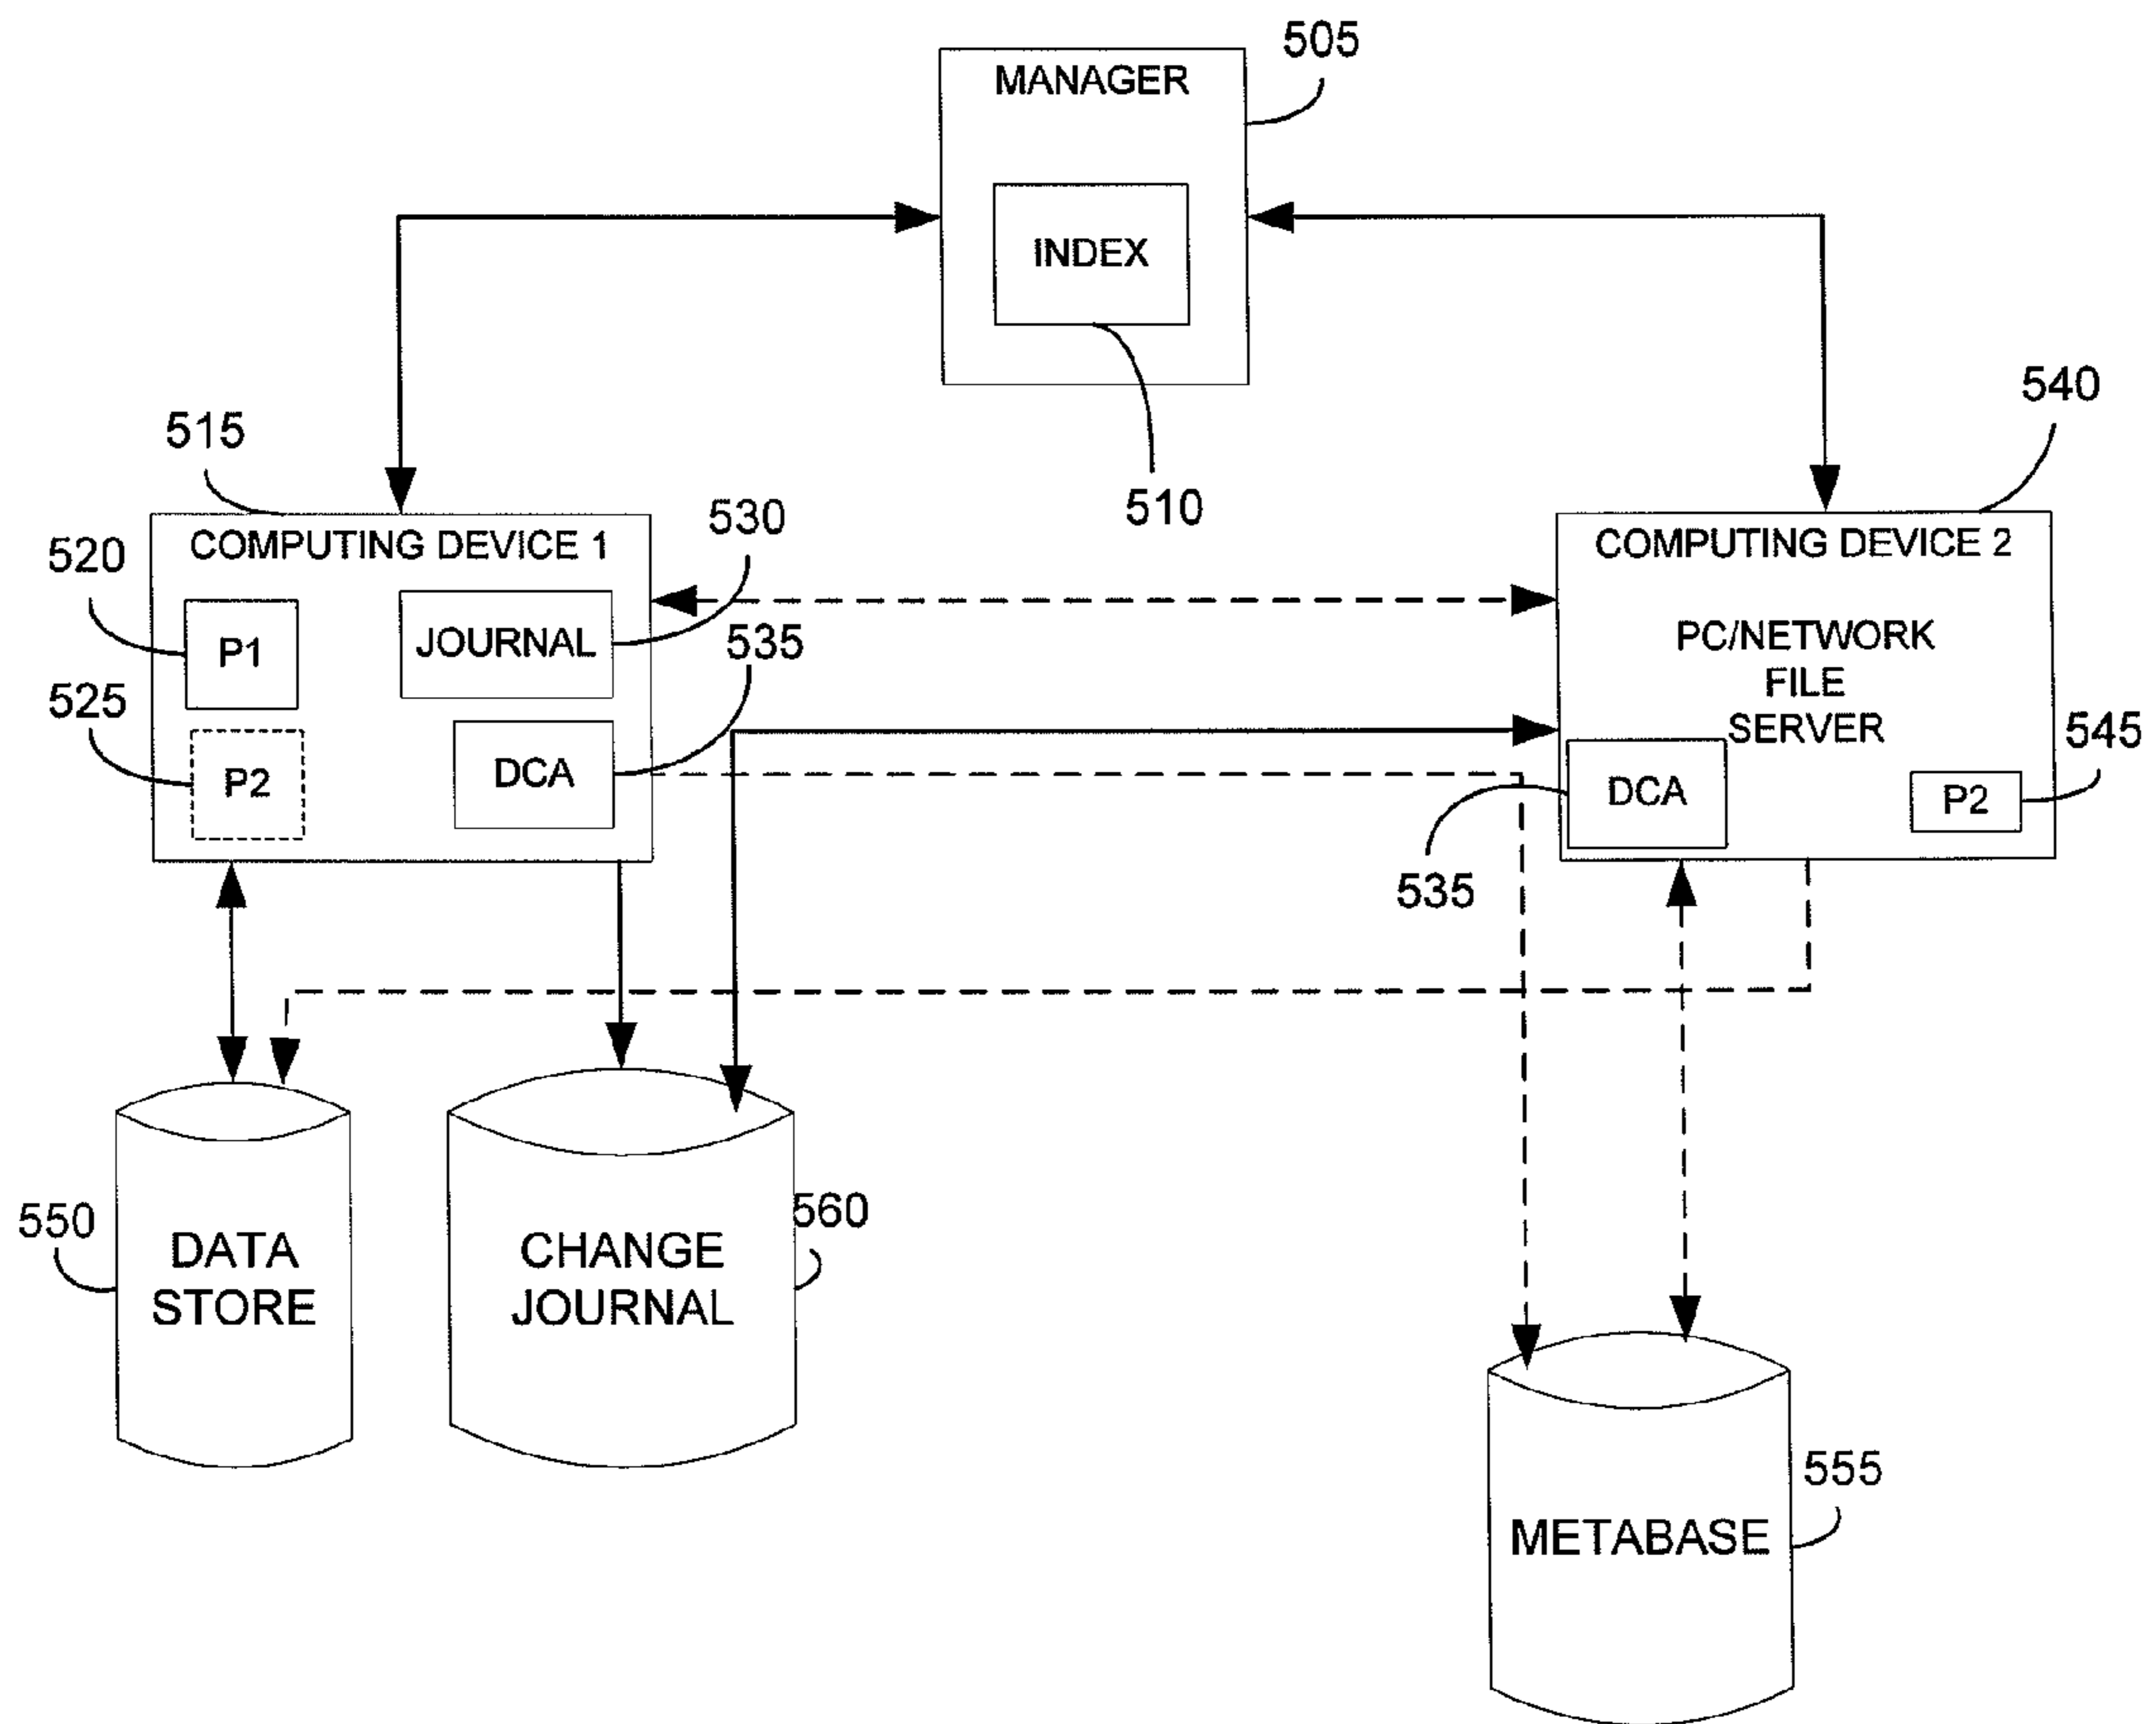 505
MANAGER
INDEX
510
540
515
COMPUTING DEVICE 1
530
520
P1
JOURNAL
535
525
P2
DCA
COMPUTING DEVICE 2
PC/NETWORK
FILE
SERVER
545
DCA
P2
535
550
DATA
STORE
560
CHANGE
JOURNAL
555
METABASE